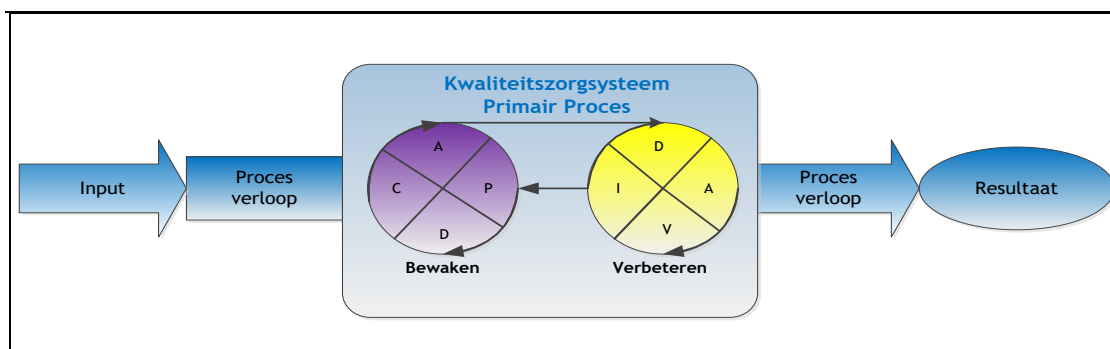 Kwaliteitszorgsysteem
Primair Proces
Input
Proces
verloop
A
C
P
D
Bewaken
D
I
A
V
Verbeteren
Proces
verloop
Resultaat